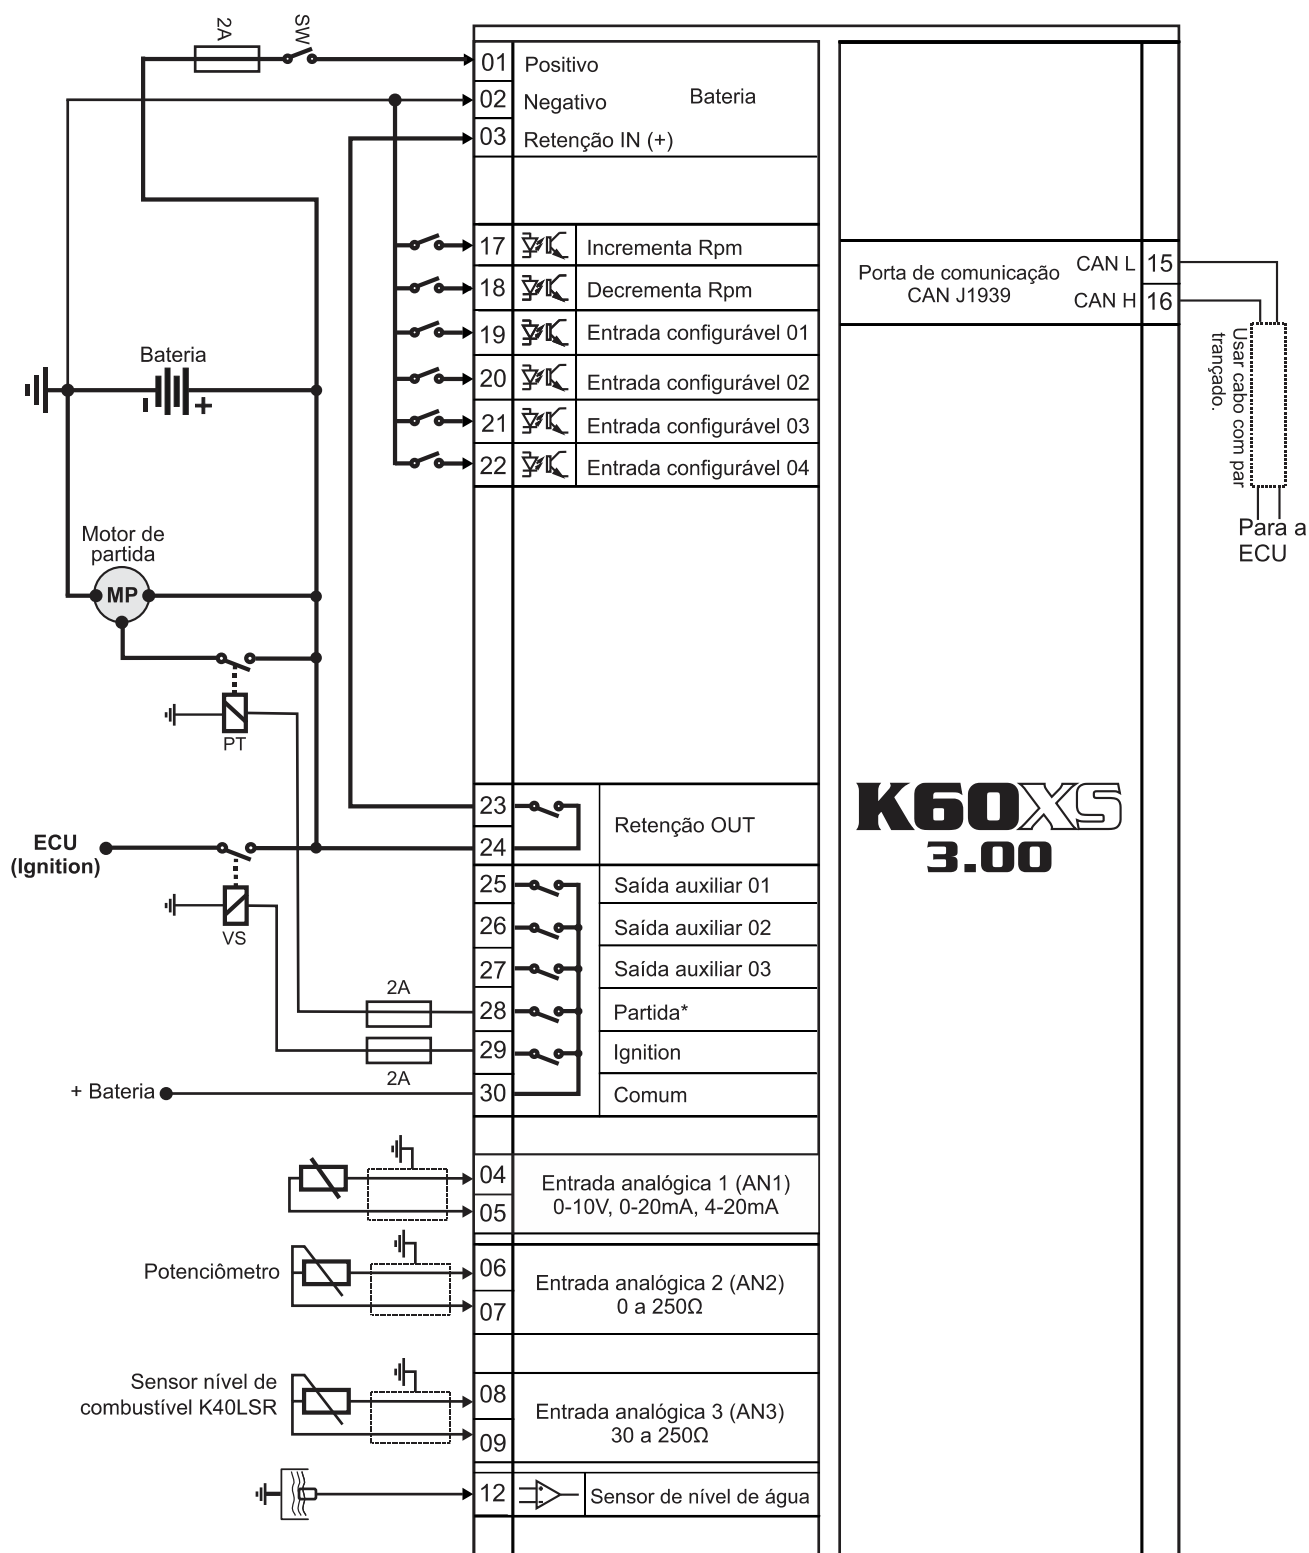 2A
SW
01 Positivo
02 Negativo
Bateria
03 Retenção IN (+)
17 Incrementa Rpm
18 Decrementa Rpm
19 Entrada configurável 01
20 Entrada configurável 02
21 Entrada configurável 03
22 Entrada configurável 04
Porta de comunicação
CAN J1939
CAN L 15
CAN H 16
Usar cabo com par
trançado.
Para a
ECU
Bateria
- +
Motor de
partida
MP
PT
ECU
(Ignition)
VS
23
24
Retenção OUT
25 Saída auxiliar 01
26 Saída auxiliar 02
27 Saída auxiliar 03
2A
28 Partida*
29 Ignition
2A
+ Bateria
30 Comum
K60XS
3.00
04
05
Entrada analógica 1 (AN1)
0-10V, 0-20mA, 4-20mA
Potenciômetro
06
07
Entrada analógica 2 (AN2)
0 a 250Ω
Sensor nível de
combustível K40LSR
08
09
Entrada analógica 3 (AN3)
30 a 250Ω
12 Sensor de nível de água